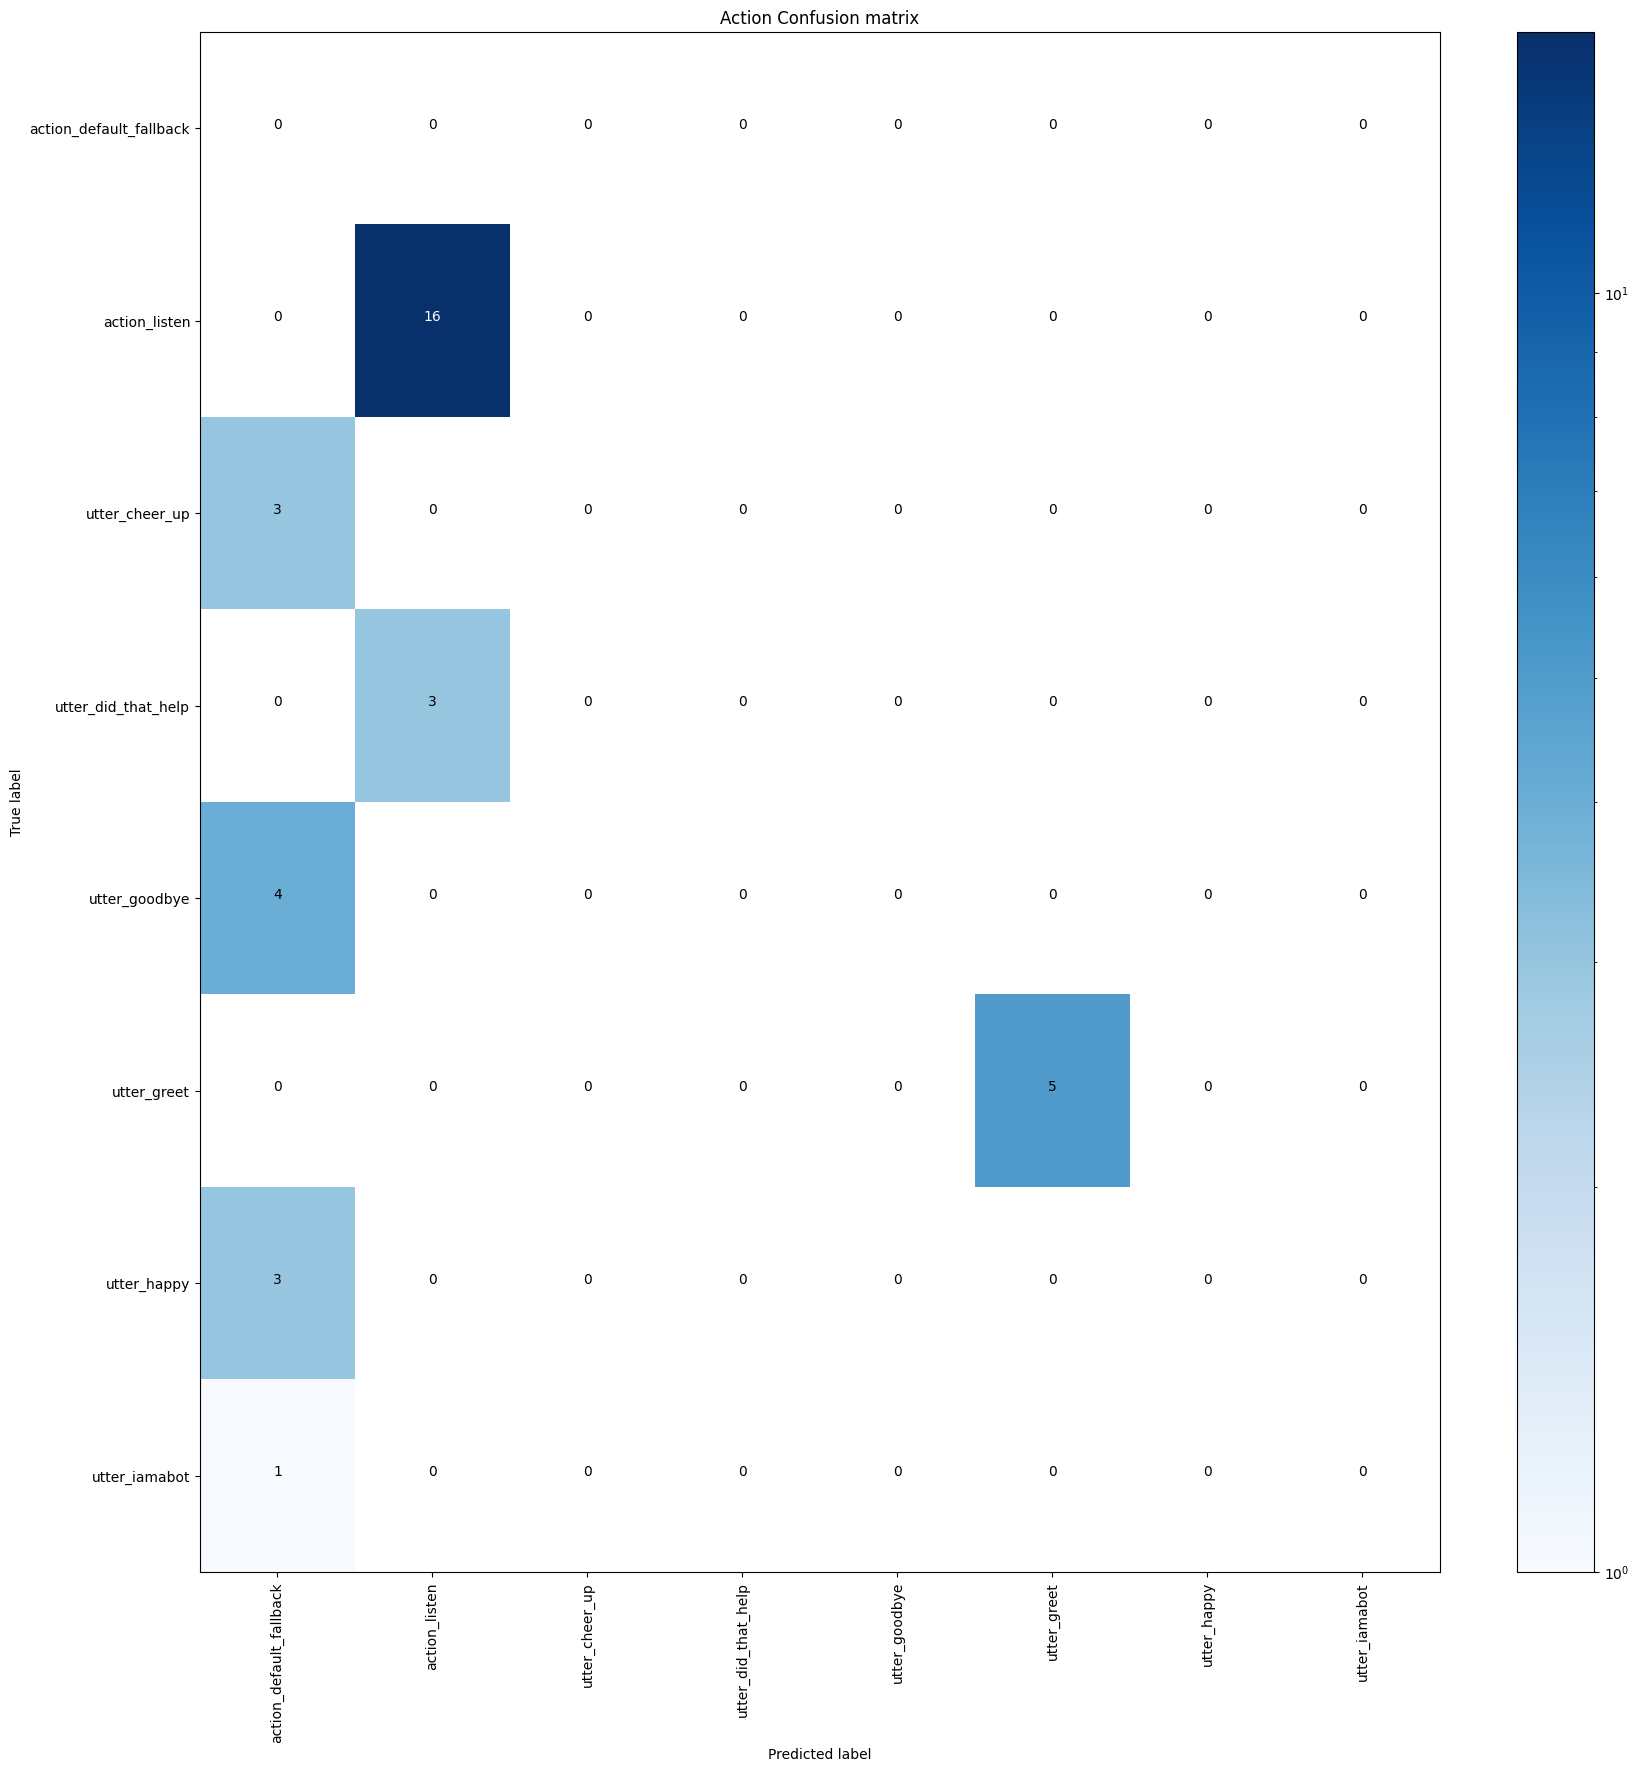 Action Confusion matrix
action_default_fallback 0 0 0 0 0 0 0 0
action_listen 0 16 0 0 0 0 0 0
utter_cheer_up 3 0 0 0 0 0 0 0
utter_did_that_help 0 3 0 0 0 0 0 0
utter_goodbye 4 0 0 0 0 0 0 0
utter_greet 0 0 0 0 0 5 0 0
utter_happy 3 0 0 0 0 0 0 0
utter_iamabot 1 0 0 0 0 0 0 0
True label
action_default_fallback
action_listen
utter_cheer_up
utter_did_that_help
utter_goodbye
utter_greet
utter_happy
utter_iamabot
Predicted label
10¹
10⁰